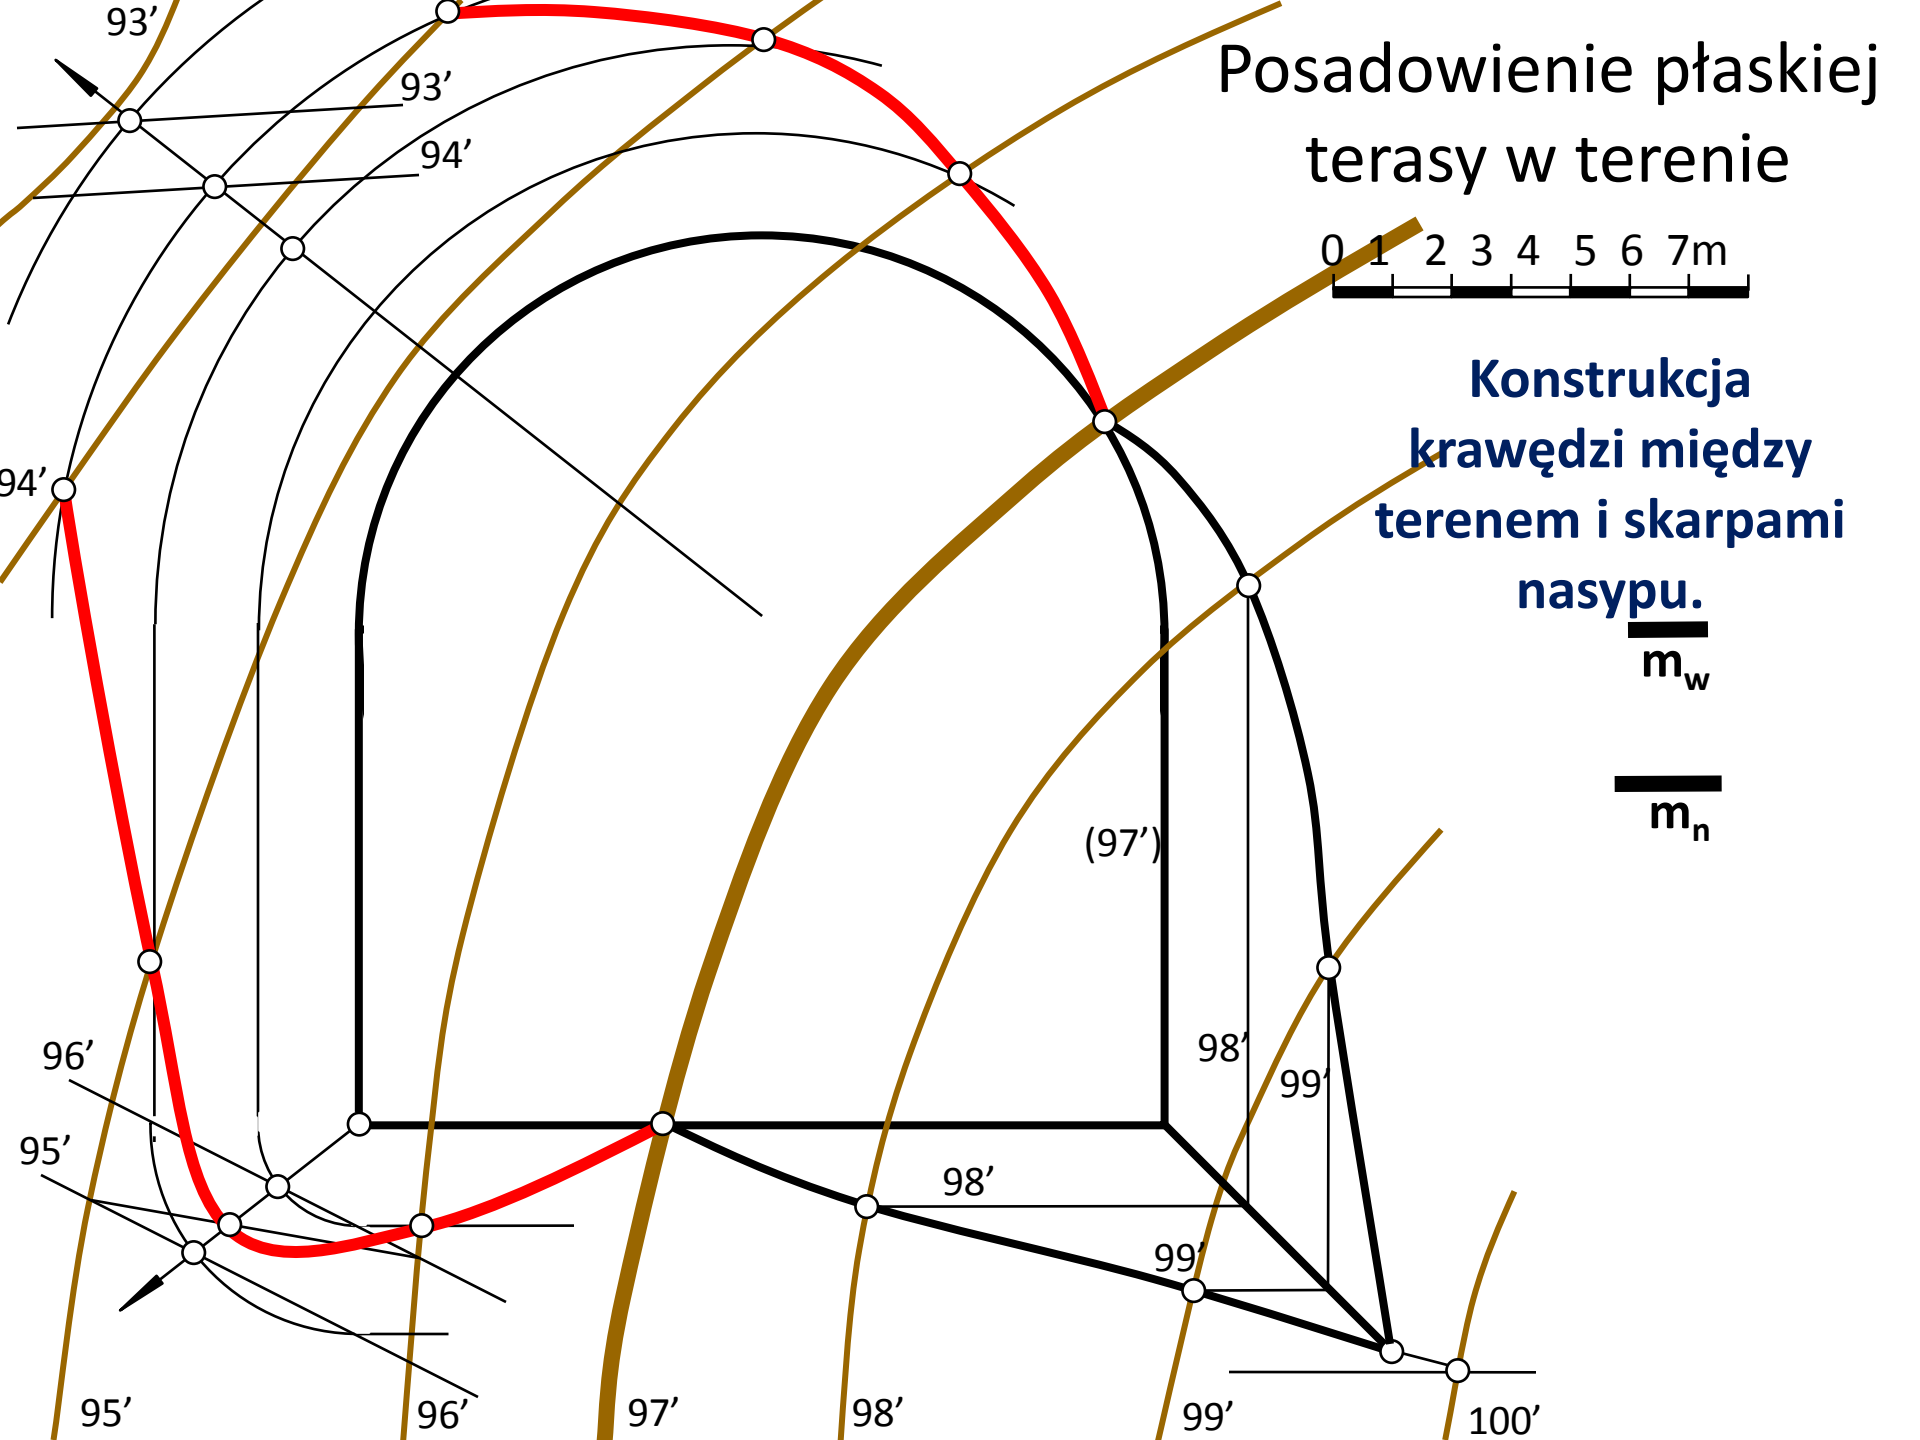 93’
93’
94’
Posadowienie płaskiej
terasy w terenie
0 1 2 3 4 5 6 7m
Konstrukcja
krawędzi między
terenem i skarpami
nasypu.
mw
mn
94’
(97’)
98’
99’
96’
95’
98’
99’
95’
96’
97’
98’
99’
100’